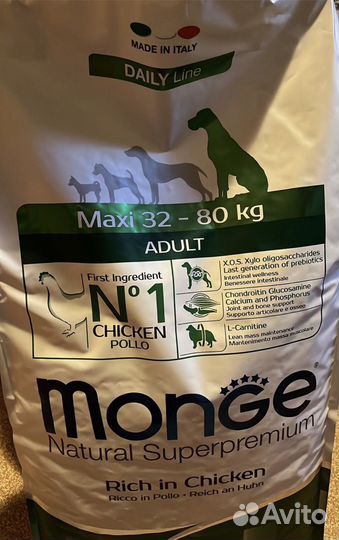 MADE IN ITALY
DAILY Line
Maxi 32 - 80 kg
ADULT
First Ingredient
N°1
CHICKEN
POLLO
X.O.S. Xylo oligosaccharides
Last generation of prebiotics
Intestinal wellness
Benessere intestinale
XOS
Chondroitin Glucosamine
Calcium and Phosphorus
Joint and bone support
Supporto articolare e osseo
L-Carnitine
Lean mass maintenance
Mantenimento massa muscolare
MONGE®
Natural Superpremium
Rich in Chicken
Ricco in Pollo - Reich an Huhn
Avito